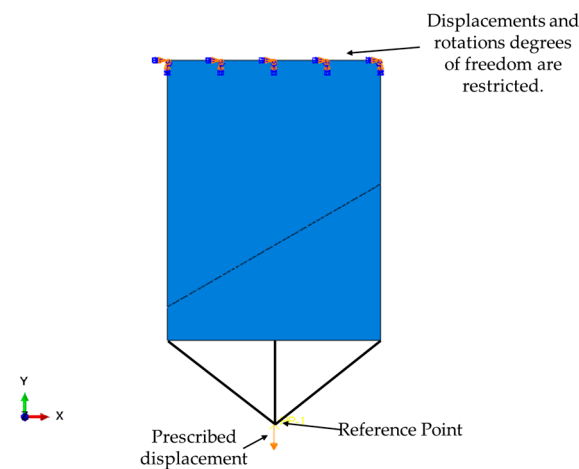 Displacements and
rotations degrees
of freedom are
restricted.
Y
X
Reference Point
Prescribed
displacement